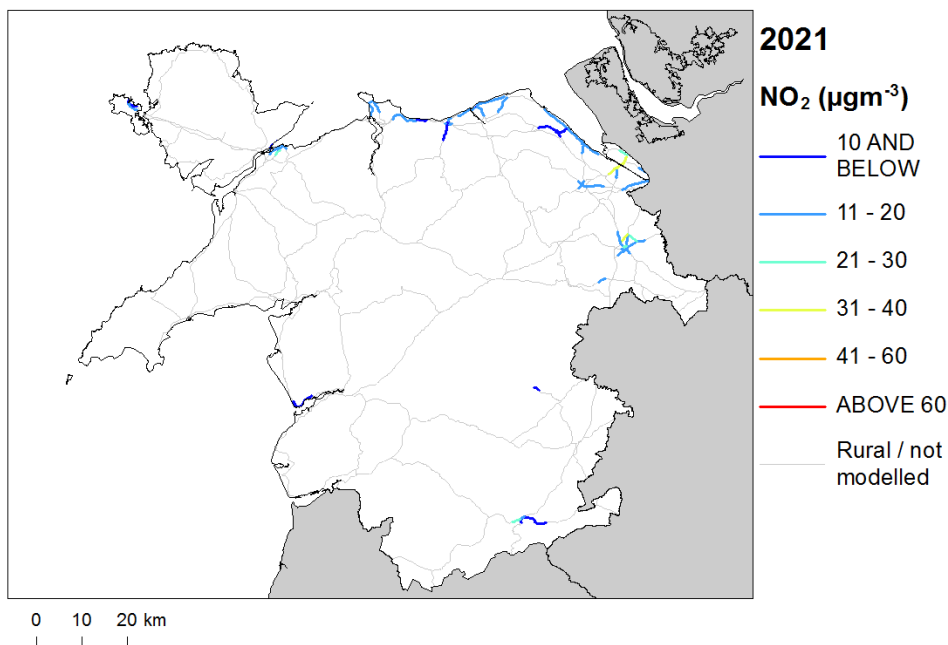 2021
NO₂ (µgm⁻³)
10 AND
BELOW
11 - 20
21 - 30
31 - 40
41 - 60
ABOVE 60
Rural / not
modelled
0 10 20 km